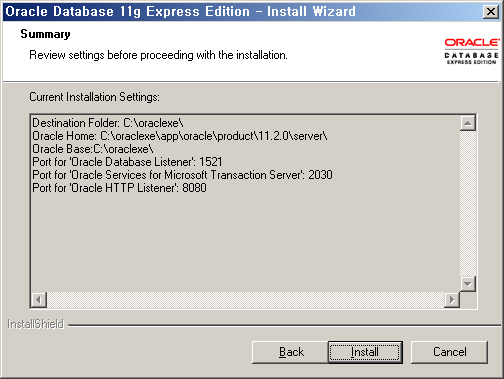 Oracle Database 11g Express Edition - Install Wizard
Summary
Review settings before proceeding with the installation.
ORACLE
DATABASE
EXPRESS EDITION
Current Installation Settings:
Destination Folder: C:\oraclexe\
Oracle Home: C:\oraclexe\app\oracle\product\11.2.0\server\
Oracle Base:C:\oraclexe\
Port for 'Oracle Database Listener': 1521
Port for 'Oracle Services for Microsoft Transaction Server': 2030
Port for 'Oracle HTTP Listener': 8080
InstallShield
Back
Install
Cancel